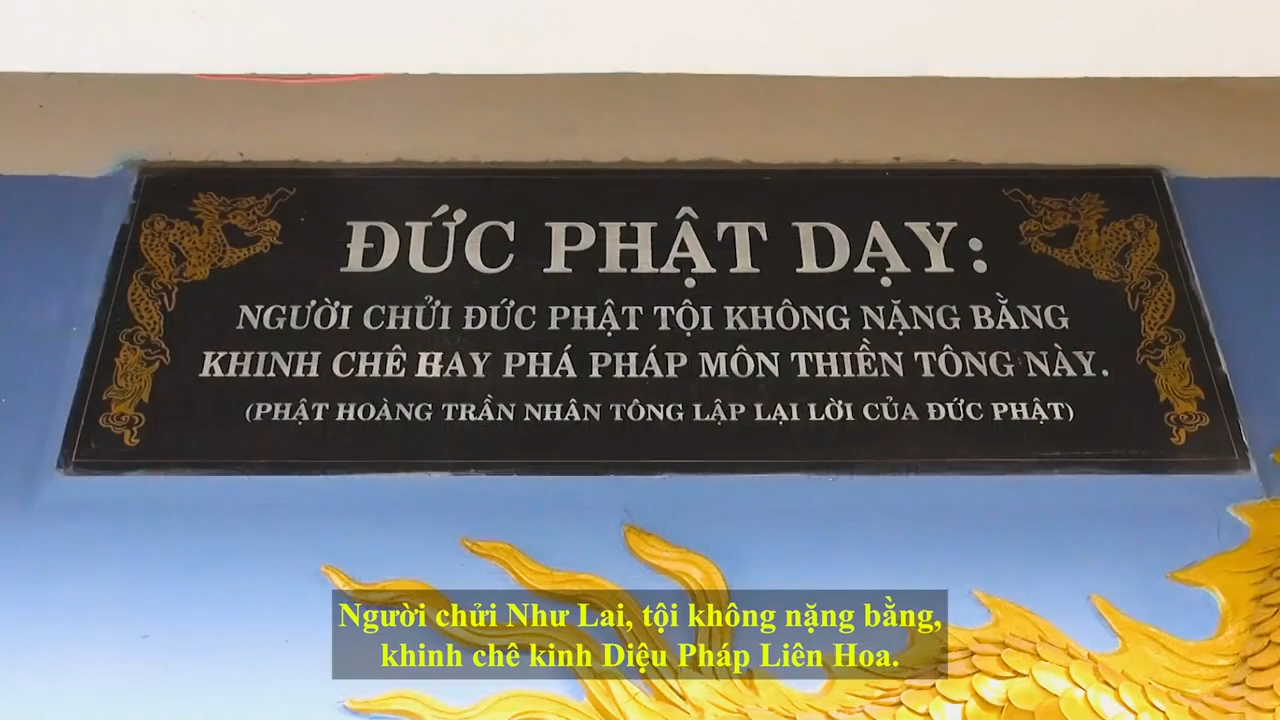 ĐỨC PHẬT DẠY:
NGƯỜI CHỬI ĐỨC PHẬT TỘI KHÔNG NẶNG BẰNG
KHINH CHÊ HAY PHÁ PHÁP MÔN THIỀN TÔNG NÀY.
(PHẬT HOÀNG TRẦN NHÂN TÔNG LẬP LẠI LỜI CỦA ĐỨC PHẬT)
Người chửi Như Lai, tội không nặng bằng,
khinh chê kinh Diệu Pháp Liên Hoa.